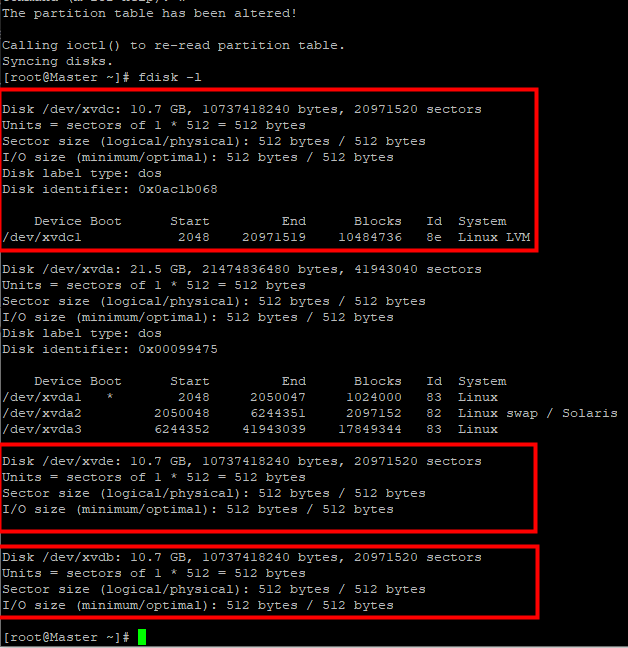 The partition table has been altered!
Calling ioctl() to re-read partition table.
Syncing disks.
[root@Master ~]# fdisk -l
Disk /dev/xvdc: 10.7 GB, 10737418240 bytes, 20971520 sectors
Units = sectors of 1 * 512 = 512 bytes
Sector size (logical/physical): 512 bytes / 512 bytes
I/O size (minimum/optimal): 512 bytes / 512 bytes
Disk label type: dos
Disk identifier: 0x0ac1b068
Device Boot Start End Blocks Id System
/dev/xvdc1 2048 20971519 10484736 8e Linux LVM
Disk /dev/xvda: 21.5 GB, 21474836480 bytes, 41943040 sectors
Units = sectors of 1 * 512 = 512 bytes
Sector size (logical/physical): 512 bytes / 512 bytes
I/O size (minimum/optimal): 512 bytes / 512 bytes
Disk label type: dos
Disk identifier: 0x00099475
Device Boot Start End Blocks Id System
/dev/xvda1 * 2048 2050047 1024000 83 Linux
/dev/xvda2 2050048 6244351 2097152 82 Linux swap / Solaris
/dev/xvda3 6244352 41943039 17849344 83 Linux
Disk /dev/xvde: 10.7 GB, 10737418240 bytes, 20971520 sectors
Units = sectors of 1 * 512 = 512 bytes
Sector size (logical/physical): 512 bytes / 512 bytes
I/O size (minimum/optimal): 512 bytes / 512 bytes
Disk /dev/xvdb: 10.7 GB, 10737418240 bytes, 20971520 sectors
Units = sectors of 1 * 512 = 512 bytes
Sector size (logical/physical): 512 bytes / 512 bytes
I/O size (minimum/optimal): 512 bytes / 512 bytes
[root@Master ~]#